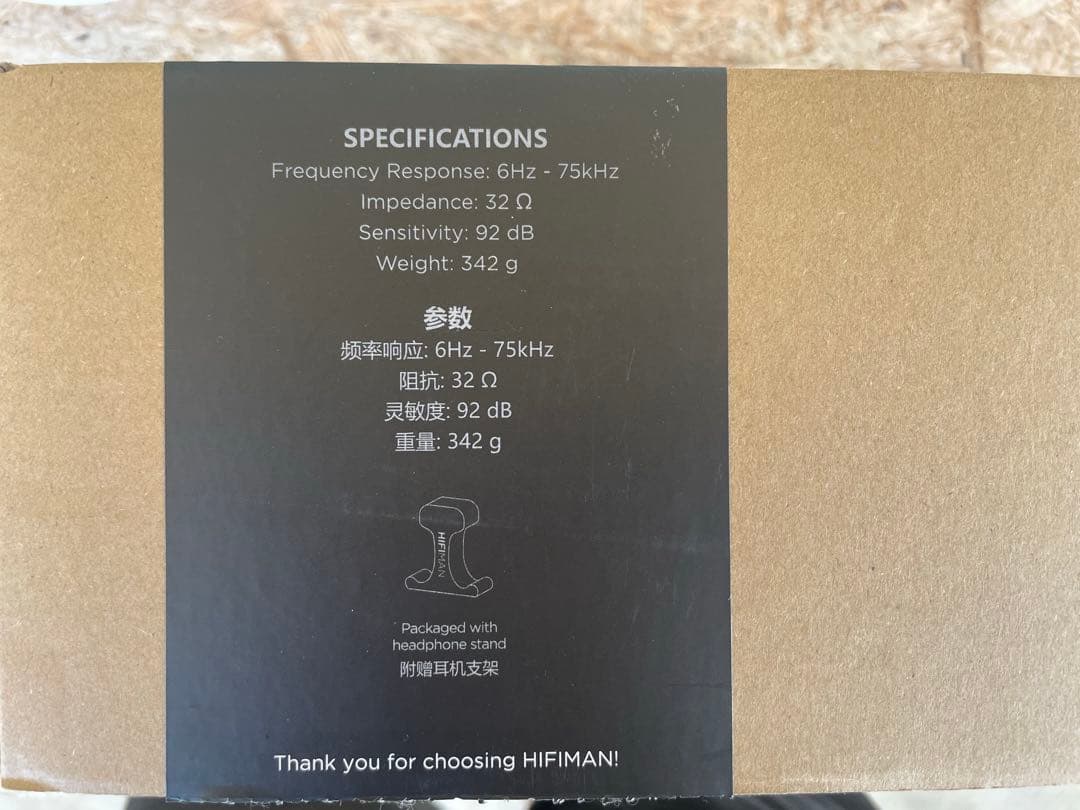 SPECIFICATIONS
Frequency Response: 6Hz - 75kHz
Impedance: 32 Ω
Sensitivity: 92 dB
Weight: 342 g
参数
频率响应: 6Hz - 75kHz
阻抗: 32 Ω
灵敏度: 92 dB
重量: 342 g
HIFIMAN
Packaged with
headphone stand
附赠耳机支架
Thank you for choosing HIFIMAN!